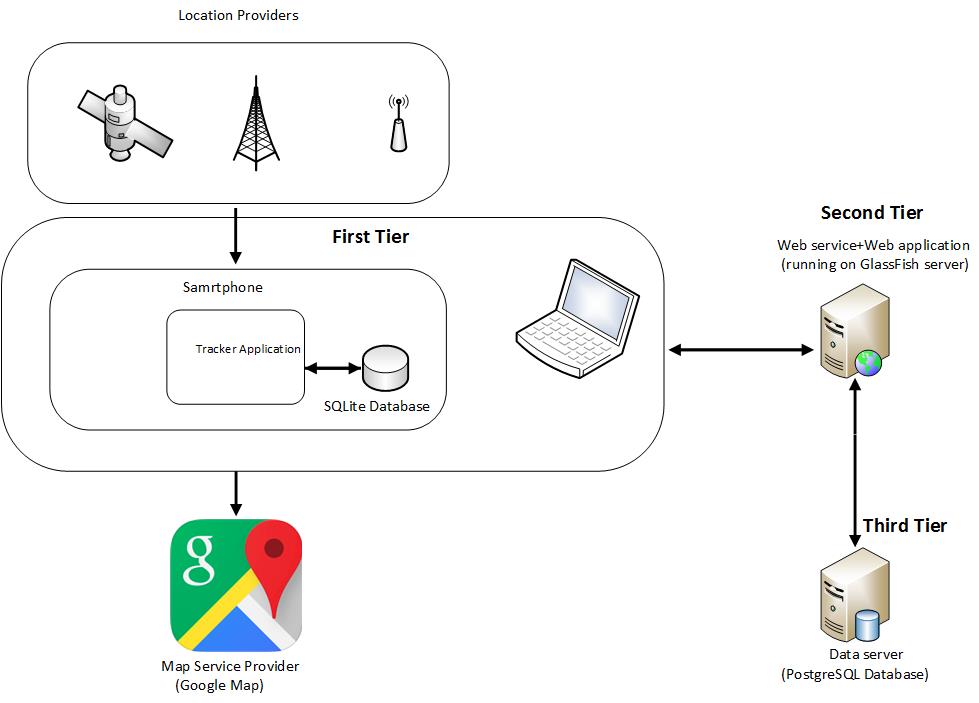 Location Providers
First Tier
Samrtphone
Tracker Application
SQLite Database
Second Tier
Web service+Web application
(running on GlassFish server)
Third Tier
Data server
(PostgreSQL Database)
g
Map Service Provider
(Google Map)